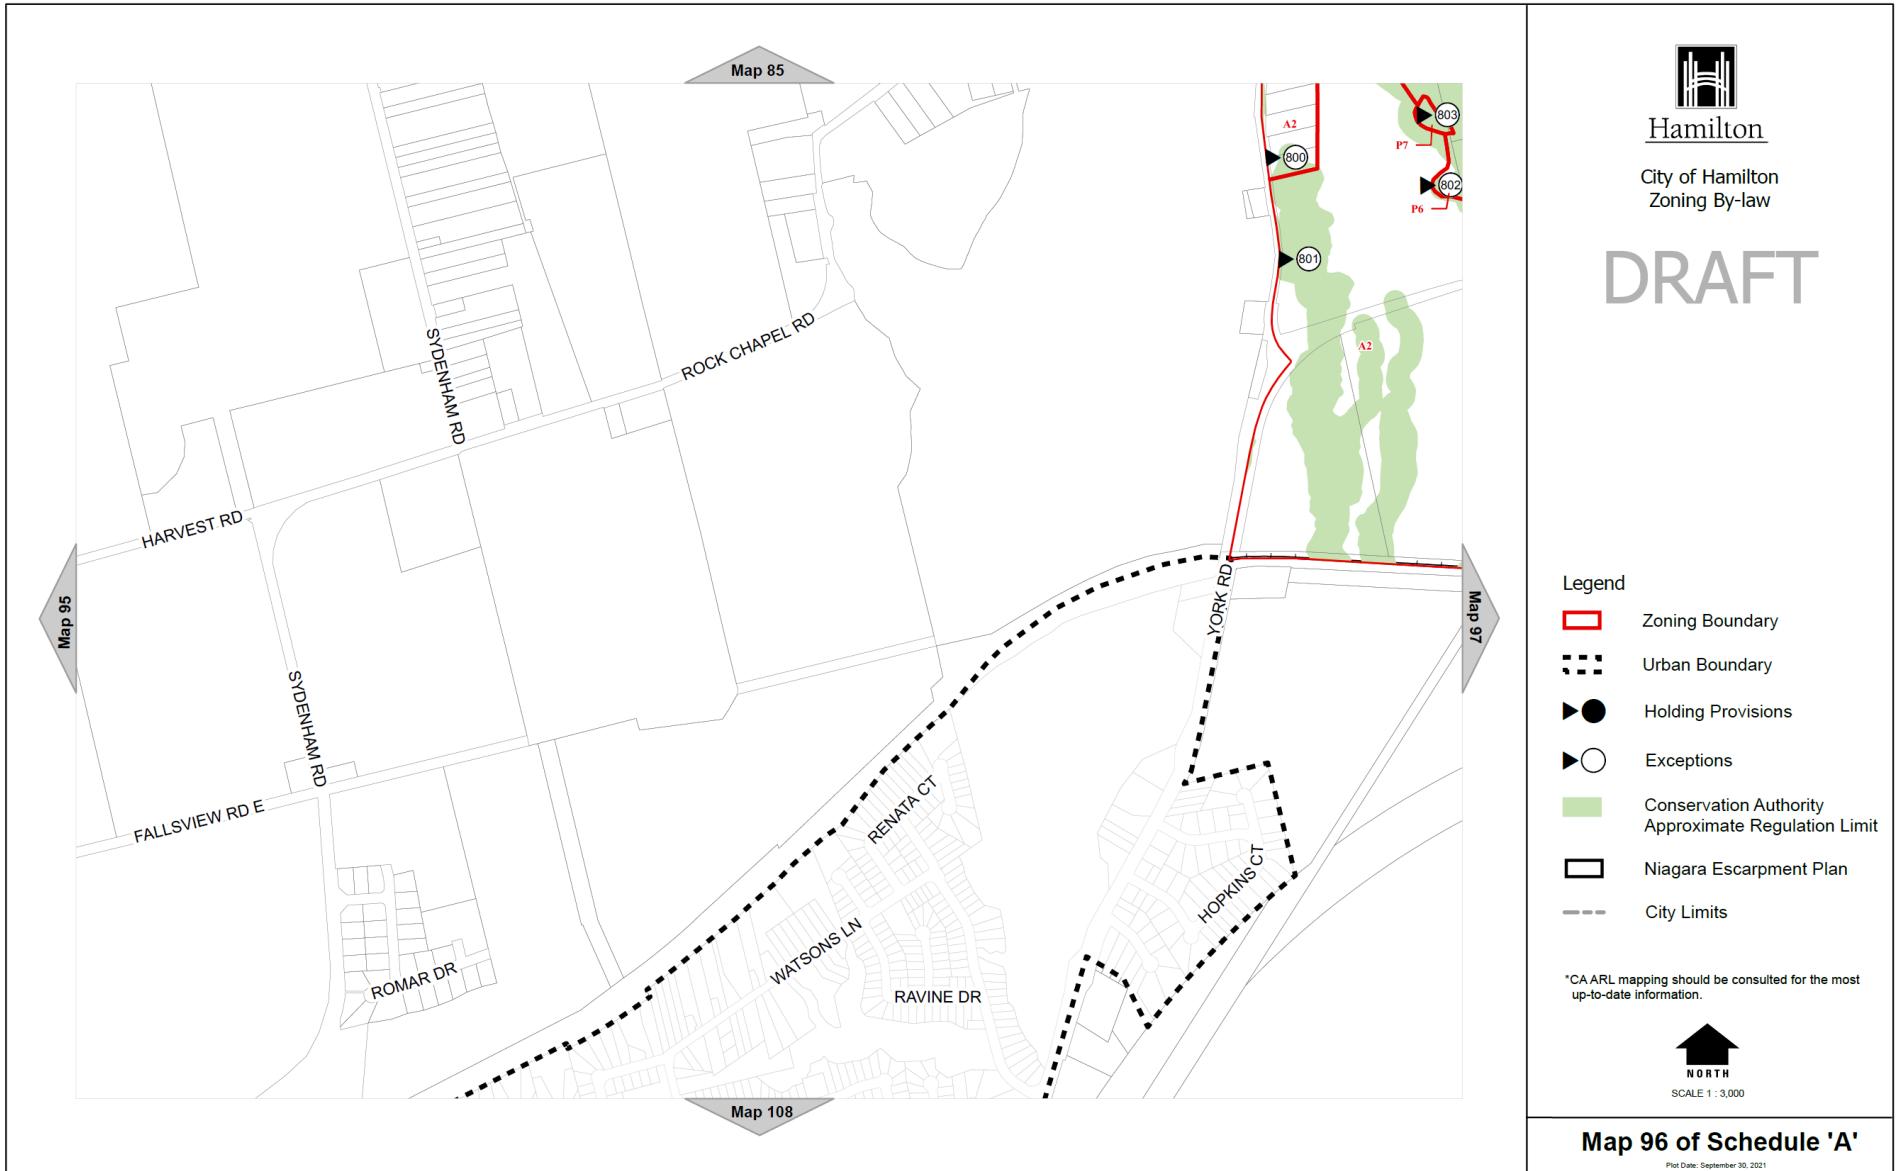 Map 85
Map 95
Map 97
Map 108
A2
800
803
P7
802
P6
801
A2
SYDENHAM RD
ROCK CHAPEL RD
HARVEST RD
SYDENHAM RD
FALLSVIEW RD E
YORK RD
RENATA CT
HOPKINS CT
WATSONS LN
RAVINE DR
ROMAR DR
Hamilton
City of Hamilton
Zoning By-law
DRAFT
Legend
Zoning Boundary
Urban Boundary
Holding Provisions
Exceptions
Conservation Authority
Approximate Regulation Limit
Niagara Escarpment Plan
City Limits
*CA ARL mapping should be consulted for the most
up-to-date information.
NORTH
SCALE 1 : 3,000
Map 96 of Schedule 'A'
Plot Date: September 30, 2021